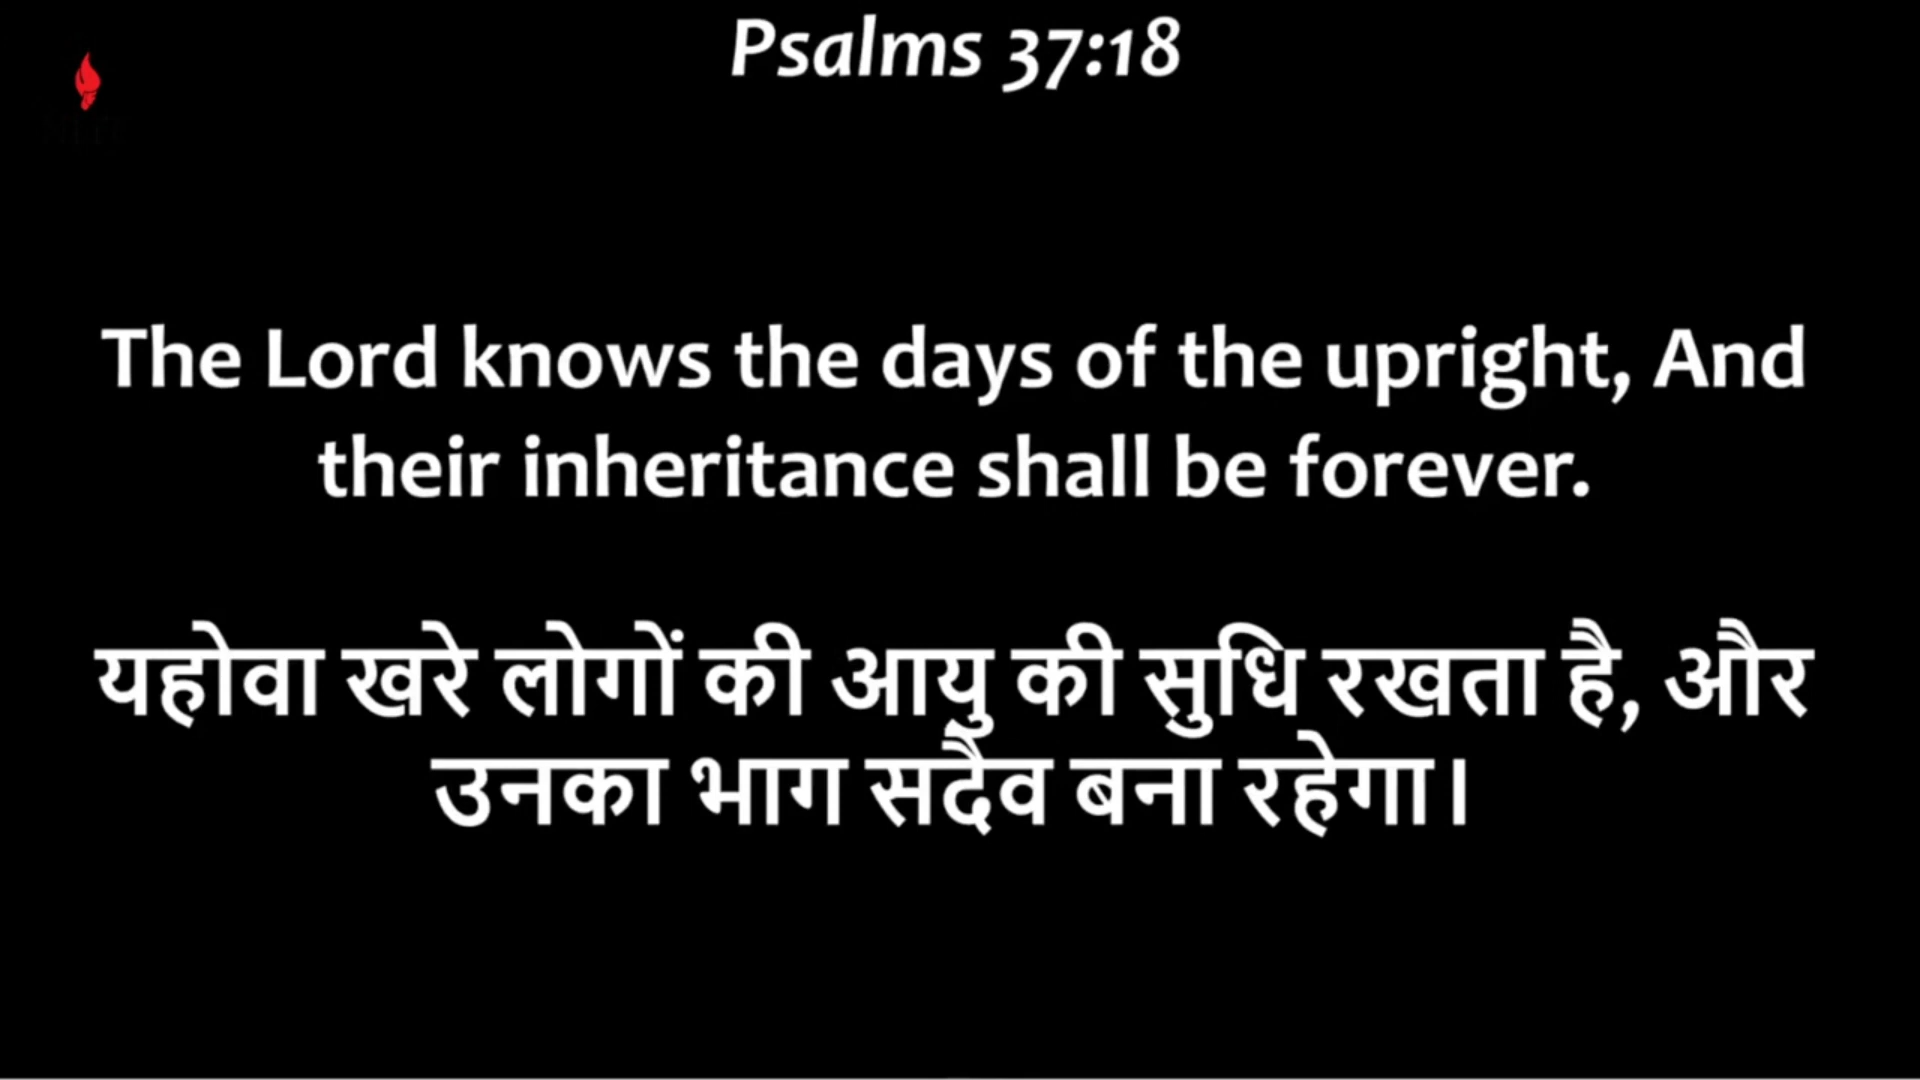 Psalms 37:18
The Lord knows the days of the upright, And
their inheritance shall be forever.
यहोवा खरे लोगों की आयु की सुधि रखता है, और
उनका भाग सदैव बना रहेगा।